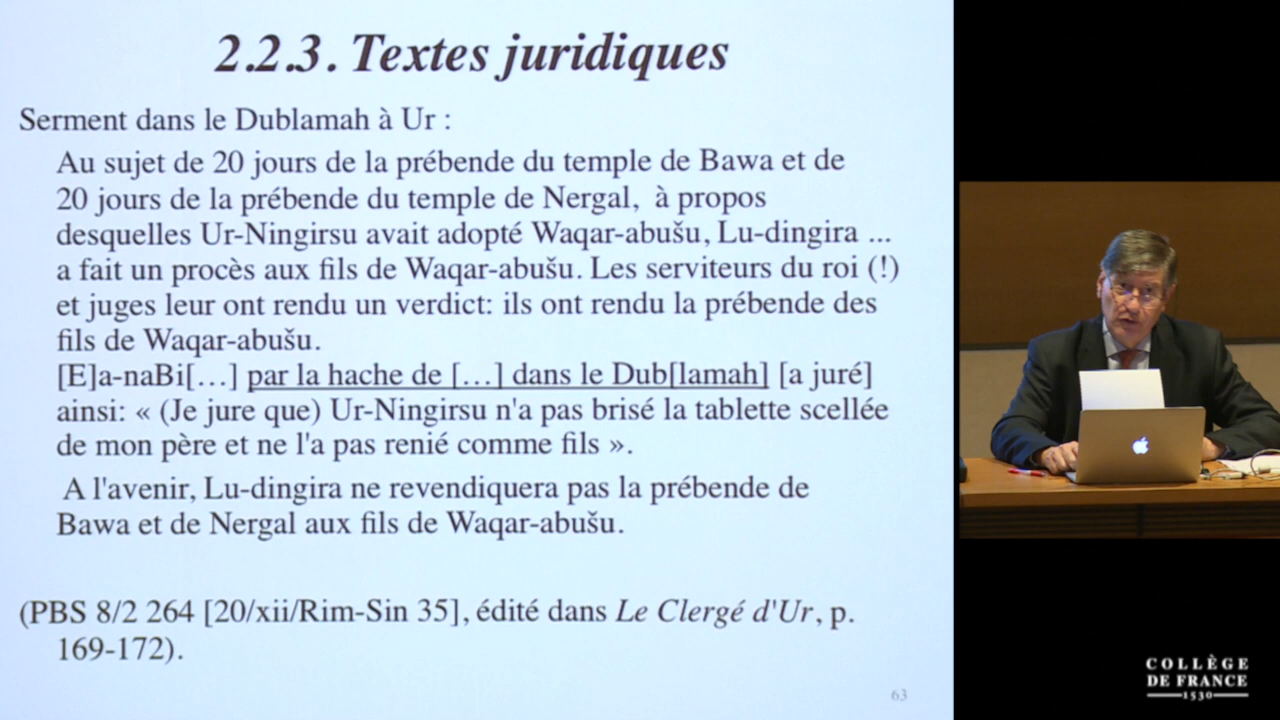 2.2.3. Textes juridiques
Serment dans le Dublamah à Ur :
Au sujet de 20 jours de la prébende du temple de Bawa et de
20 jours de la prébende du temple de Nergal, à propos
desquelles Ur-Ningirsu avait adopté Waqar-abušu, Lu-dingira ...
a fait un procès aux fils de Waqar-abušu. Les serviteurs du roi (!)
et juges leur ont rendu un verdict: ils ont rendu la prébende des
fils de Waqar-abušu.
[E]a-naBi[…] par la hache de […] dans le Dub[lamah] [a juré]
ainsi: « (Je jure que) Ur-Ningirsu n'a pas brisé la tablette scellée
de mon père et ne l'a pas renié comme fils ».
A l'avenir, Lu-dingira ne revendiquera pas la prébende de
Bawa et de Nergal aux fils de Waqar-abušu.
(PBS 8/2 264 [20/xii/Rim-Sin 35], édité dans Le Clergé d'Ur, p.
169-172).
63
COLLÈGE
DE FRANCE
1530